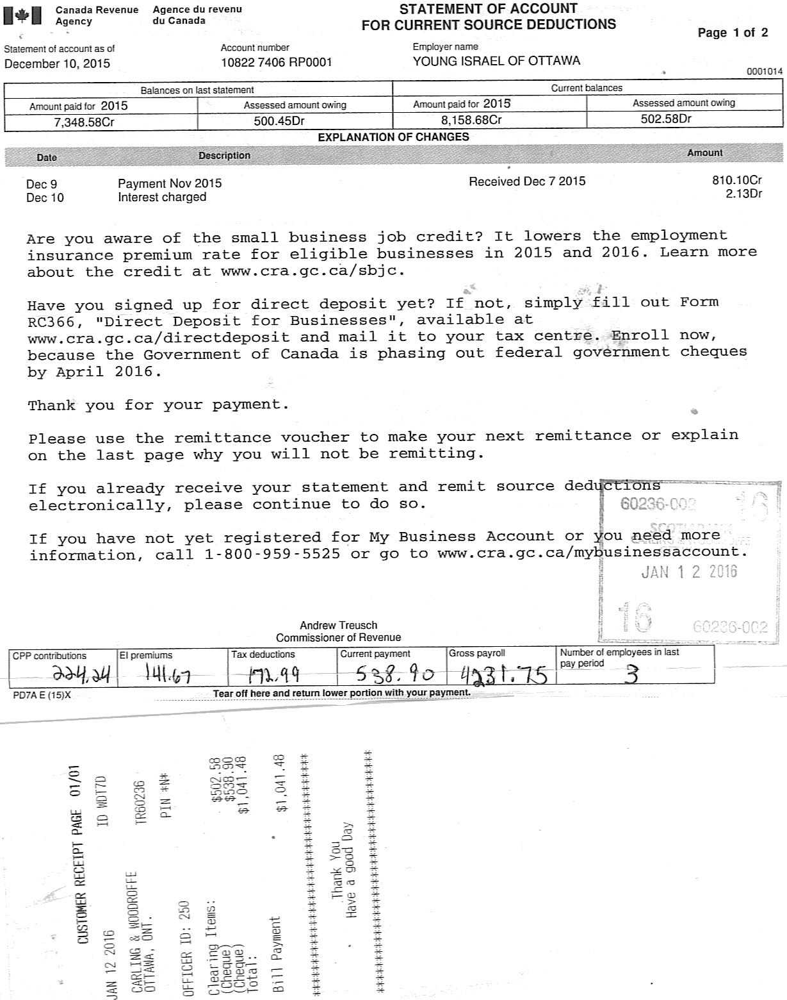 Canada Revenue Agency
Agence du revenu du Canada
STATEMENT OF ACCOUNT
FOR CURRENT SOURCE DEDUCTIONS
Page 1 of 2
Statement of account as of
December 10, 2015
Account number
10822 7406 RP0001
Employer name
YOUNG ISRAEL OF OTTAWA
0001014
Balances on last statement
Current balances
Amount paid for 2015 Assessed amount owing Amount paid for 2015 Assessed amount owing
7,348.58Cr 500.45Dr 8,158.68Cr 502.58Dr
EXPLANATION OF CHANGES
Date Description Amount
Dec 9 Payment Nov 2015 Received Dec 7 2015 810.10Cr
Dec 10 Interest charged 2.13Dr
Are you aware of the small business job credit? It lowers the employment
insurance premium rate for eligible businesses in 2015 and 2016. Learn more
about the credit at www.cra.gc.ca/sbjc.
Have you signed up for direct deposit yet? If not, simply fill out Form
RC366, "Direct Deposit for Businesses", available at
www.cra.gc.ca/directdeposit and mail it to your tax centre. Enroll now,
because the Government of Canada is phasing out federal government cheques
by April 2016.
Thank you for your payment.
Please use the remittance voucher to make your next remittance or explain
on the last page why you will not be remitting.
If you already receive your statement and remit source deductions
electronically, please continue to do so.
If you have not yet registered for My Business Account or you need more
information, call 1-800-959-5525 or go to www.cra.gc.ca/mybusinessaccount.
60236-002 16
SCOTIABANK
CARLING & WOODROFFE
JAN 12 2016
16 60236-002
Andrew Treusch
Commissioner of Revenue
CPP contributions EI premiums Tax deductions Current payment Gross payroll Number of employees in last pay period
224.24 141.67 172.99 538.90 4231.75 3
PD7A E (15)X
Tear off here and return lower portion with your payment.
CUSTOMER RECEIPT PAGE 01/01
JAN 12 2016 ID WDT7D
CARLING & WOODROFFE TR60236
OTTAWA, ONT.
PIN *N*
OFFICER ID: 250
Clearing Items:
(Cheque) $502.58
(Cheque) $538.90
Total: $1,041.48
Bill Payment $1,041.48
Thank You
Have a good Day